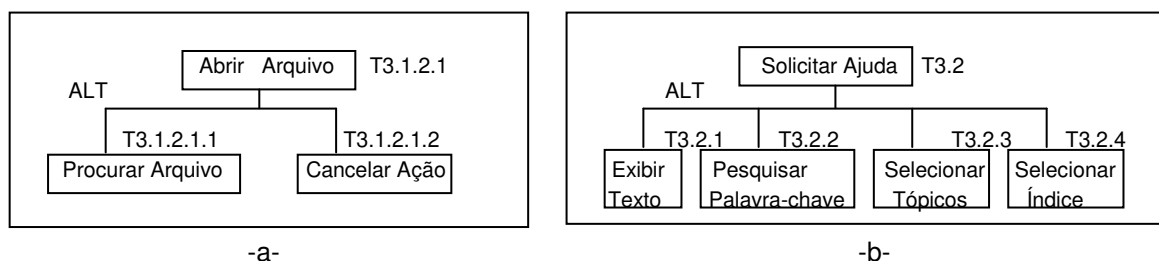 Abrir Arquivo T3.1.2.1
ALT
T3.1.2.1.1 T3.1.2.1.2
Procurar Arquivo Cancelar Ação
-a-
Solicitar Ajuda T3.2
ALT
T3.2.1 T3.2.2 T3.2.3 T3.2.4
Exibir Pesquisar Selecionar Selecionar
Texto Palavra-chave Tópicos Índice
-b-